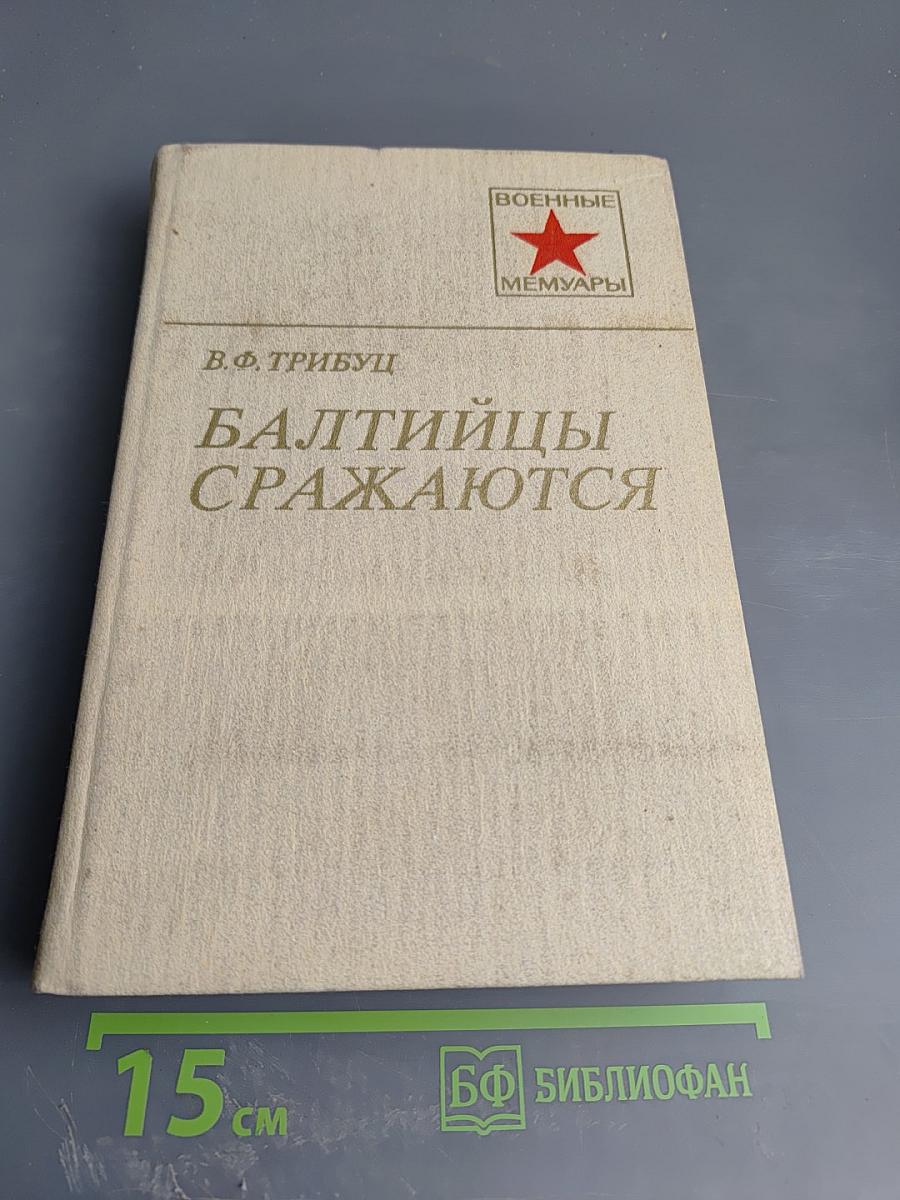 ВОЕННЫЕ
МЕМУАРЫ
В. Ф. ТРИБУЦ
БАЛТИЙЦЫ
СРАЖАЮТСЯ
15 см
БФ БИБЛИОФАН